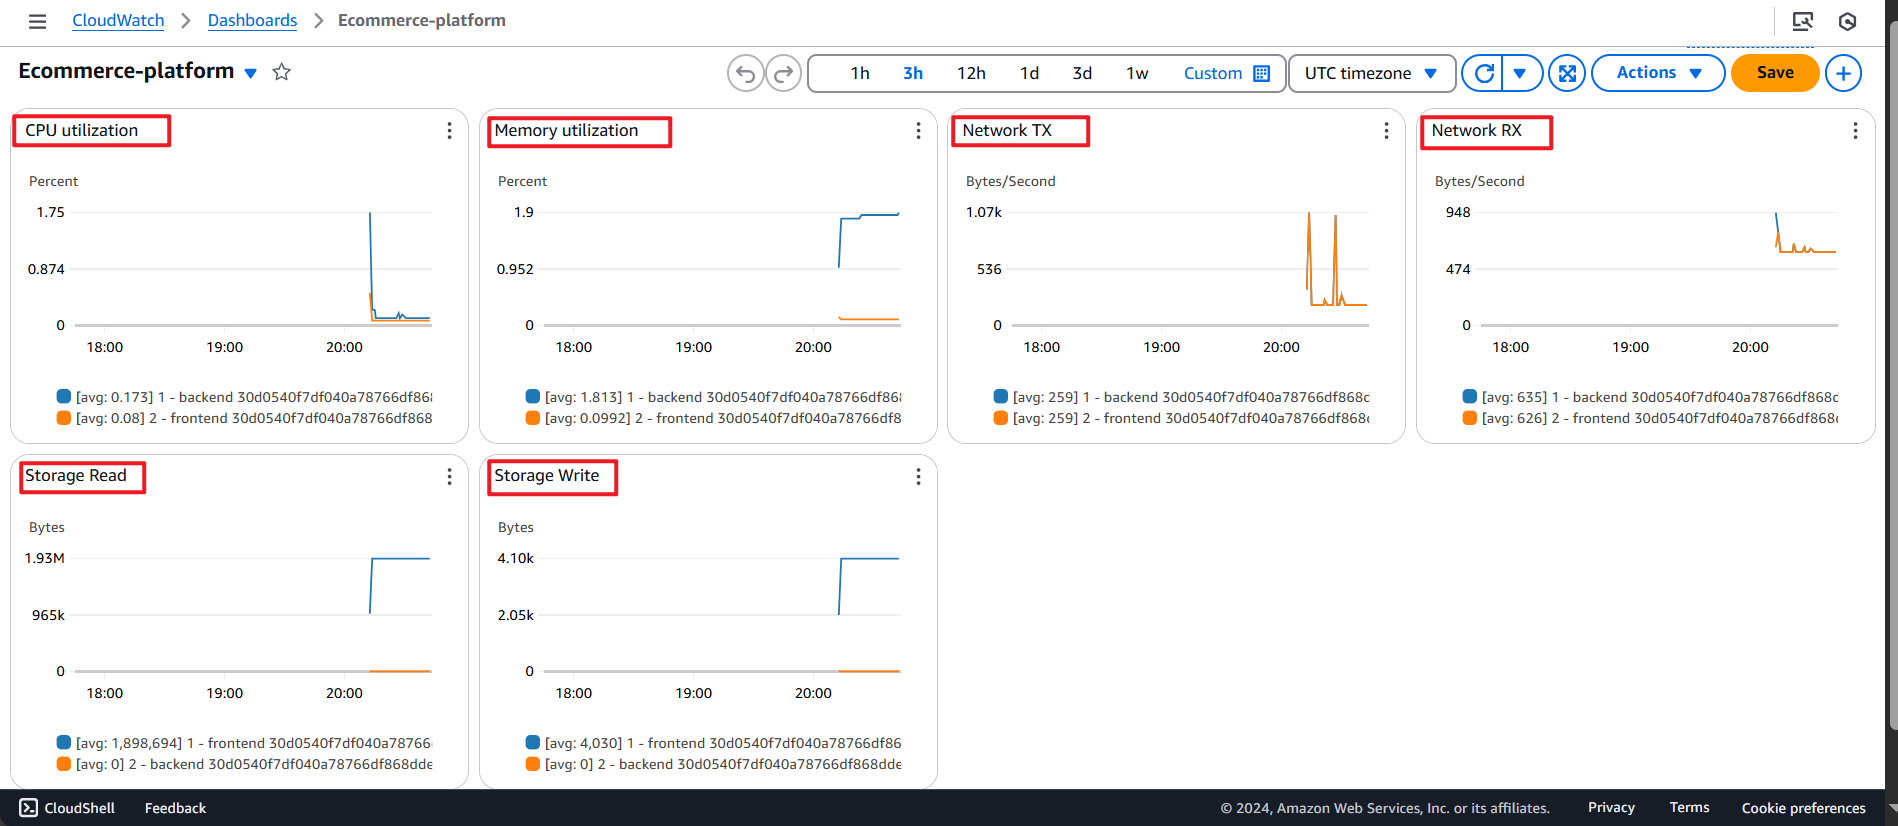 CloudWatch > Dashboards > Ecommerce-platform
Ecommerce-platform
1h 3h 12h 1d 3d 1w Custom UTC timezone Actions Save
CPU utilization
Percent
1.75
0.874
0
18:00 19:00 20:00
[avg: 0.173] 1 - backend 30d0540f7df040a78766df868
[avg: 0.08] 2 - frontend 30d0540f7df040a78766df868
Memory utilization
Percent
1.9
0.952
0
18:00 19:00 20:00
[avg: 1.813] 1 - backend 30d0540f7df040a78766df868
[avg: 0.0992] 2 - frontend 30d0540f7df040a78766df8
Network TX
Bytes/Second
1.07k
536
0
18:00 19:00 20:00
[avg: 259] 1 - backend 30d0540f7df040a78766df868d
[avg: 259] 2 - frontend 30d0540f7df040a78766df868
Network RX
Bytes/Second
948
474
0
18:00 19:00 20:00
[avg: 635] 1 - backend 30d0540f7df040a78766df868d
[avg: 626] 2 - frontend 30d0540f7df040a78766df868
Storage Read
Bytes
1.93M
965k
0
18:00 19:00 20:00
[avg: 1,898,694] 1 - frontend 30d0540f7df040a78766
[avg: 0] 2 - backend 30d0540f7df040a78766df868dde
Storage Write
Bytes
4.10k
2.05k
0
18:00 19:00 20:00
[avg: 4,030] 1 - frontend 30d0540f7df040a78766df86
[avg: 0] 2 - backend 30d0540f7df040a78766df868dde
CloudShell Feedback © 2024, Amazon Web Services, Inc. or its affiliates. Privacy Terms Cookie preferences